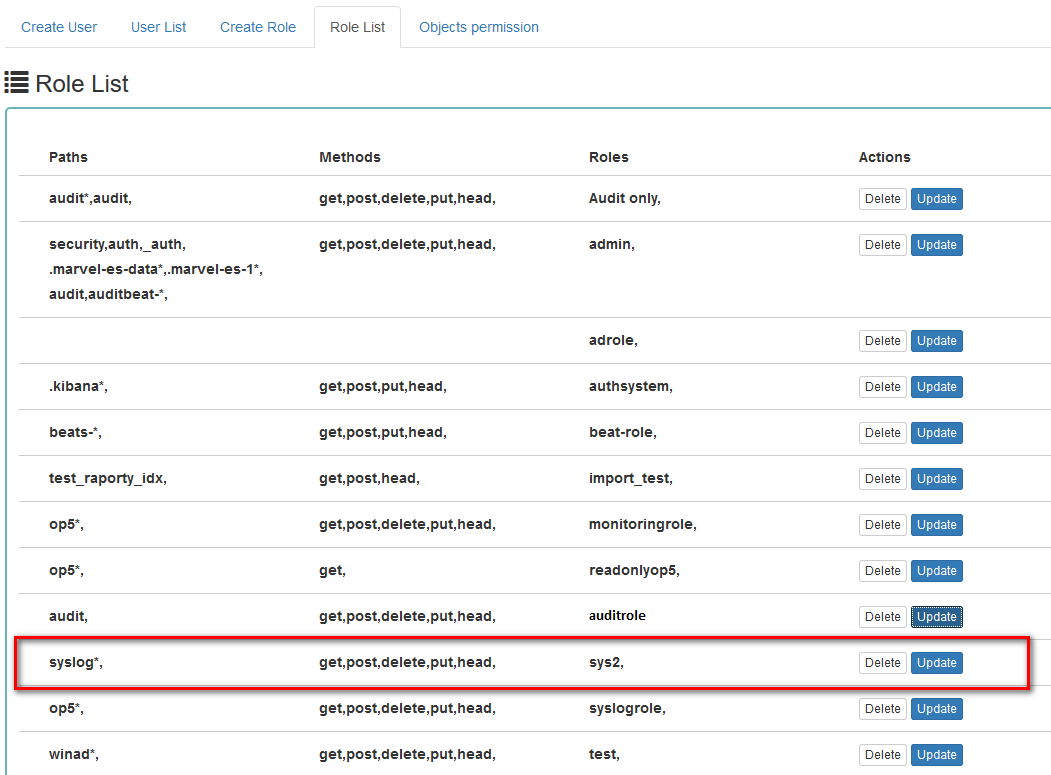 Create User User List Create Role Role List Objects permission
Role List
Paths Methods Roles Actions
audit*,audit, get,post,delete,put,head, Audit only, Delete Update
security,auth,_auth, get,post,delete,put,head, admin, Delete Update
.marvel-es-data*,.marvel-es-1*,
audit,auditbeat-*,
adrole, Delete Update
.kibana*, get,post,put,head, authsystem, Delete Update
beats-*, get,post,put,head, beat-role, Delete Update
test_raporty_idx, get,post,head, import_test, Delete Update
op5*, get,post,delete,put,head, monitoringrole, Delete Update
op5*, get, readonlyop5, Delete Update
audit, get,post,delete,put,head, auditrole Delete Update
syslog*, get,post,delete,put,head, sys2, Delete Update
op5*, get,post,delete,put,head, syslogrole, Delete Update
winad*, get,post,delete,put,head, test, Delete Update